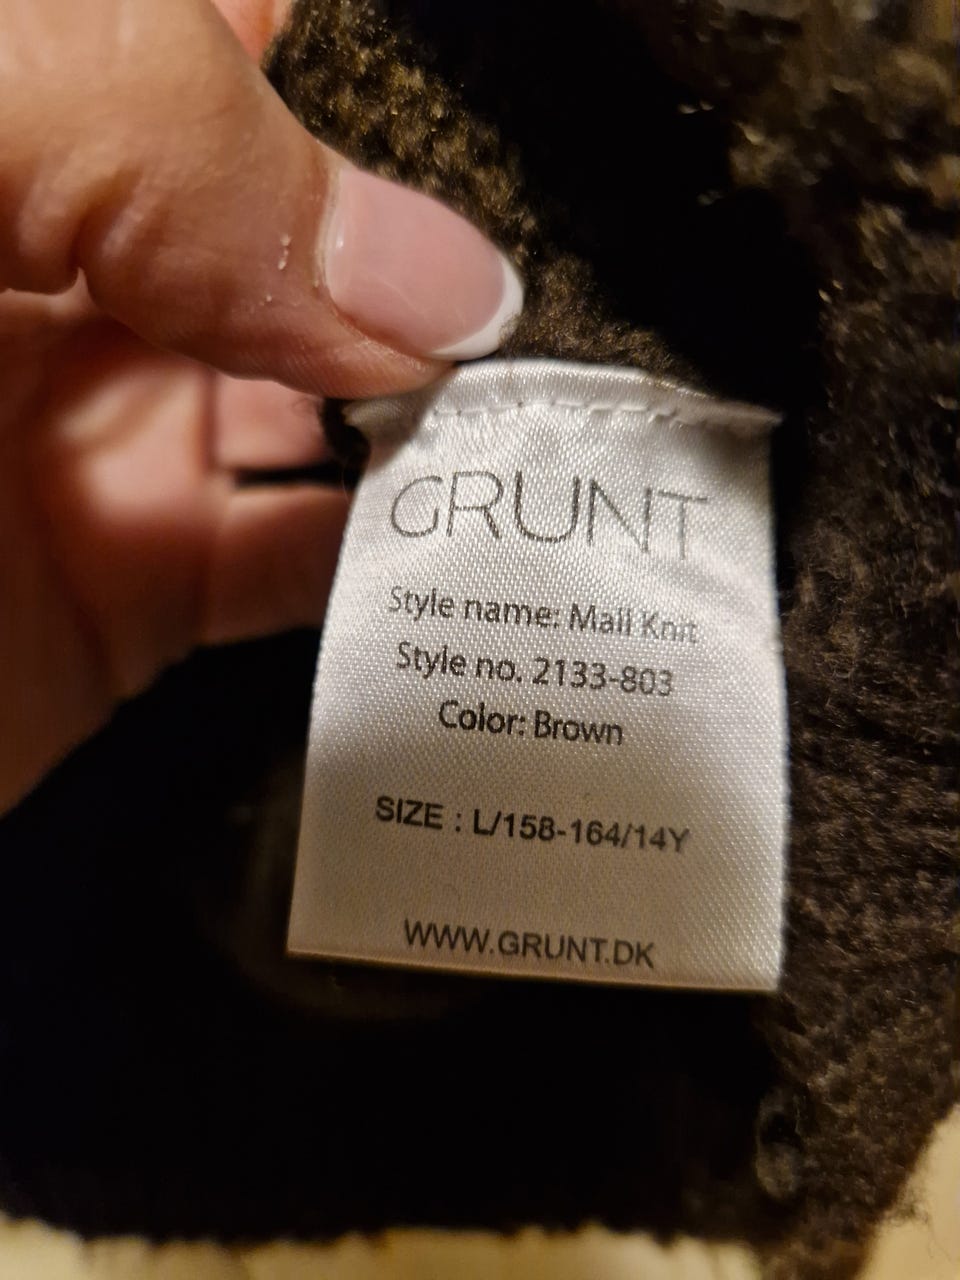 GRUNT
Style name: Mall Knit
Style no. 2133-803
Color: Brown
SIZE : L/158-164/14Y
WWW.GRUNT.DK